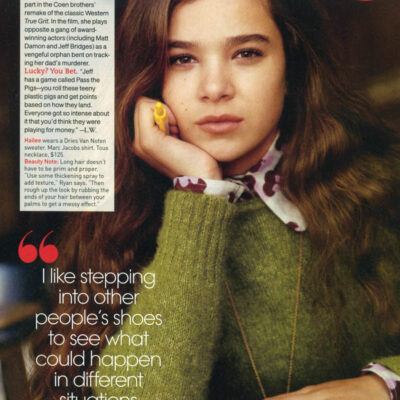 part in the Coen brothers'
remake of the classic Western
True Grit. In the film, she plays
opposite a gang of award-
winning actors (including Matt
Damon and Jeff Bridges) as a
vengeful orphan bent on track-
ing her dad's murderer.
Lucky? You Bet. "Jeff
has a game called Pass the
Pigs—you roll these teeny
plastic pigs and get points
based on how they land.
Everyone got so intense about
it that you'd think they were
playing for money." —L.W.
Hailee wears a Dries Van Noten
sweater. Marc Jacobs shirt. Tous
necklace, $125.
Beauty Note: Long hair doesn't
have to be prim and proper.
"Use some thickening spray to
add texture," Ryan says. "Then
rough up the look by rubbing the
ends of your hair between your
palms to get a messy effect."
“
I like stepping
into other
people's shoes
to see what
could happen
in different
situations